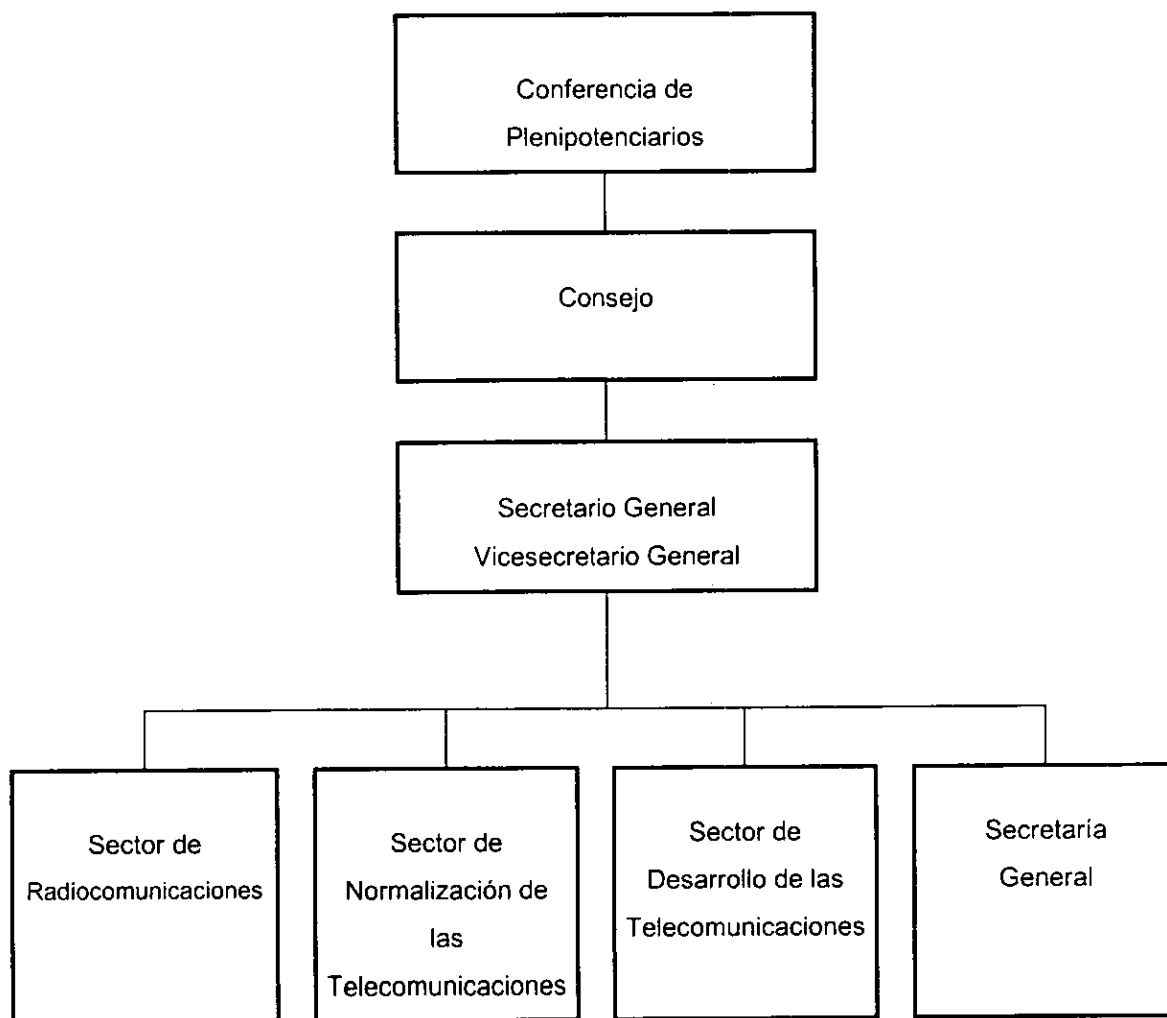 Conferencia de
Plenipotenciarios
Consejo
Secretario General
Vicesecretario General
Sector de
Radiocomunicaciones
Sector de
Normalización de
las
Telecomunicaciones
Sector de
Desarrollo de las
Telecomunicaciones
Secretaría
General